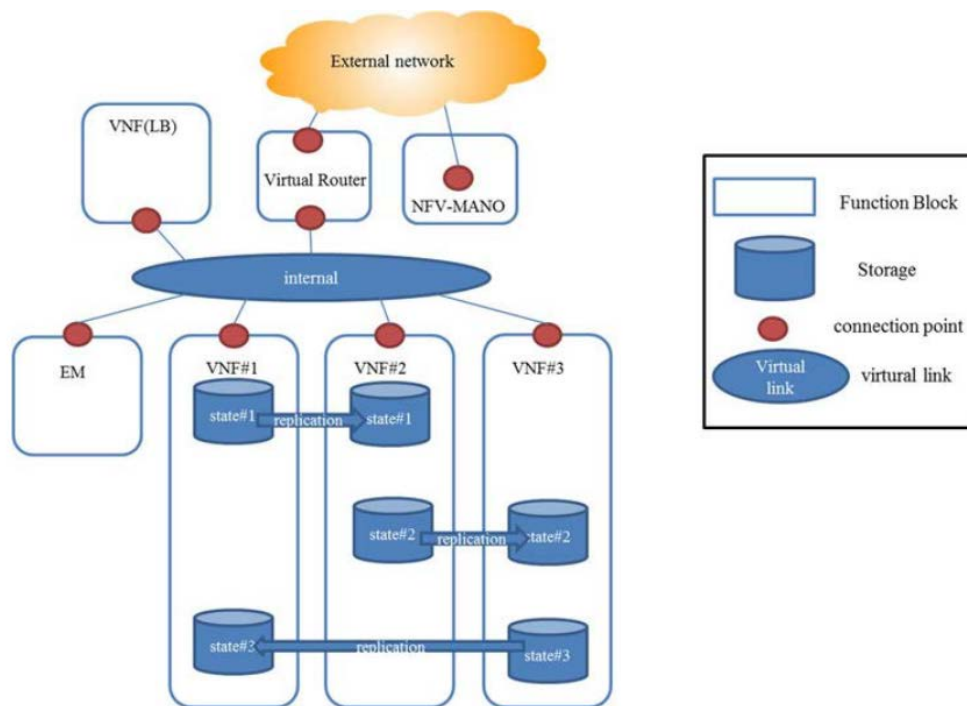 External network
VNF(LB)
Virtual Router
NFV-MANO
internal
EM
VNF#1
VNF#2
VNF#3
state#1
replication
state#1
state#2
replication
state#2
state#3
replication
state#3
Function Block
Storage
connection point
Virtual
link
virtural link